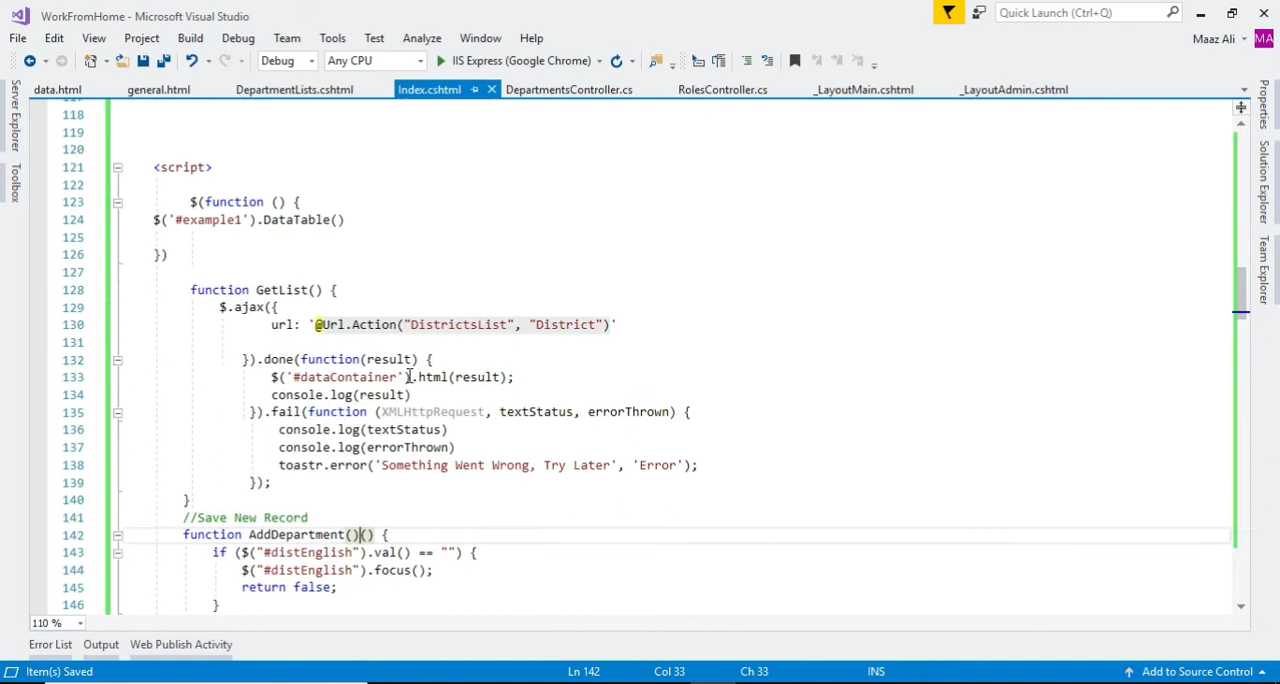 WorkFromHome - Microsoft Visual Studio
Quick Launch (Ctrl+Q)
File Edit View Project Build Debug Team Tools Test Analyze Window Help
Maaz Ali MA
Debug Any CPU IIS Express (Google Chrome)
data.html general.html DepartmentLists.cshtml Index.cshtml DepartmentsController.cs RolesController.cs _LayoutMain.cshtml _LayoutAdmin.cshtml
Server Explorer
Toolbox
Properties
Solution Explorer
Team Explorer
118
119
120
121 <script>
122
123 $(function () {
124 $('#example1').DataTable()
125
126 })
127
128 function GetList() {
129 $.ajax({
130 url: '@Url.Action("DistrictsList", "District")'
131
132 }).done(function(result) {
133 $('#dataContainer').html(result);
134 console.log(result)
135 }).fail(function (XMLHttpRequest, textStatus, errorThrown) {
136 console.log(textStatus)
137 console.log(errorThrown)
138 toastr.error('Something Went Wrong, Try Later', 'Error');
139 });
140 }
141 //Save New Record
142 function AddDepartment()() {
143 if ($("#distEnglish").val() == "") {
144 $("#distEnglish").focus();
145 return false;
146 }
110 %
Error List Output Web Publish Activity
Item(s) Saved Ln 142 Col 33 Ch 33 INS Add to Source Control